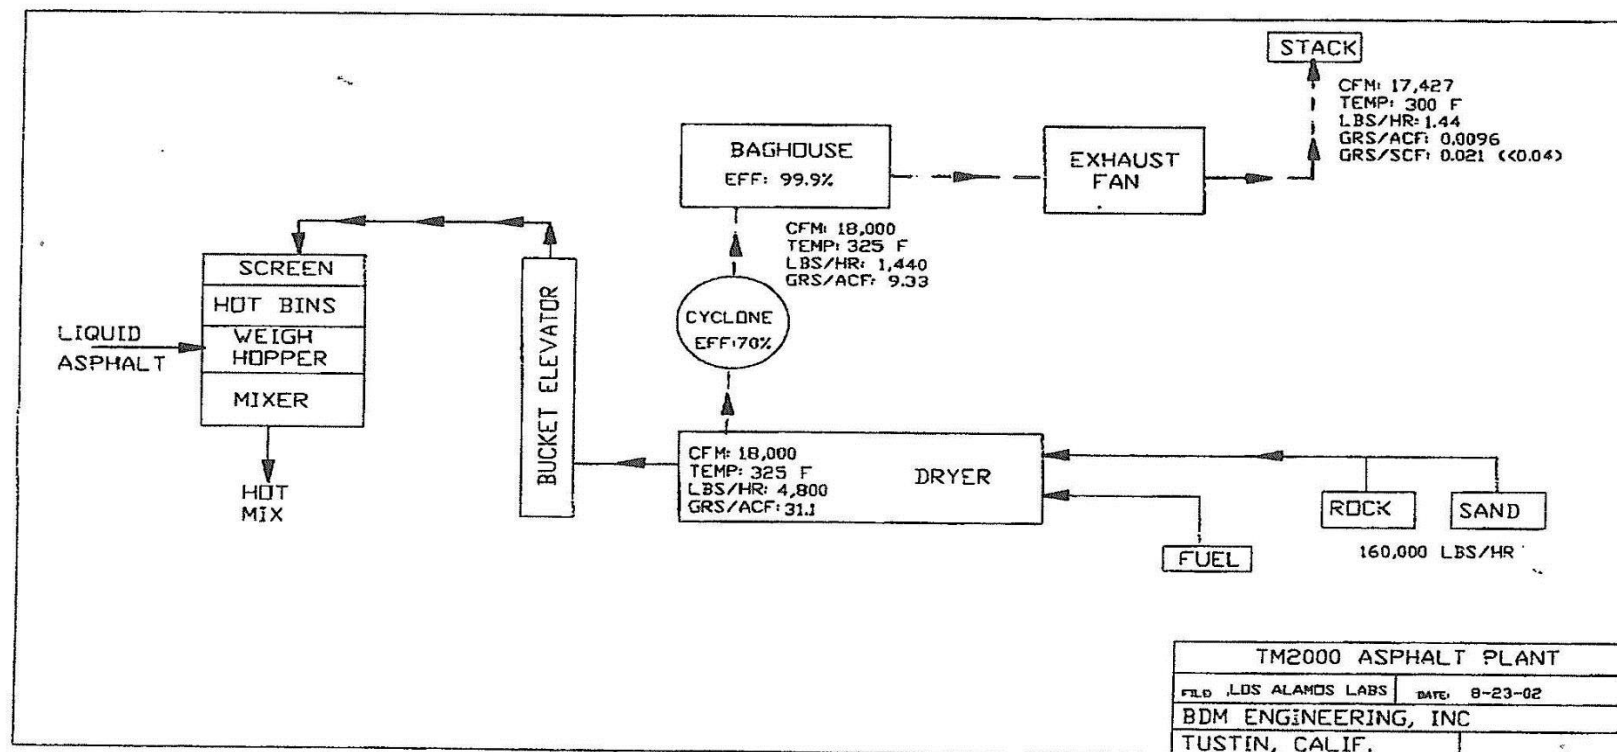 STACK
CFM: 17,427
TEMP: 300 F
LBS/HR: 1.44
GRS/ACF: 0.0096
GRS/SCF: 0.021 (<0.04)
BAGHOUSE
EFF: 99.9%
EXHAUST
FAN
CFM: 18,000
TEMP: 325 F
LBS/HR: 1,440
GRS/ACF: 9.33
SCREEN
HOT BINS
WEIGH
HOPPER
MIXER
LIQUID
ASPHALT
HOT
MIX
BUCKET ELEVATOR
CYCLONE
EFF:70%
CFM: 18,000
TEMP: 325 F
LBS/HR: 4,800
GRS/ACF: 31.1
DRYER
ROCK
SAND
160,000 LBS/HR
FUEL
TM2000 ASPHALT PLANT
LOS ALAMOS LABS
DATE: 8-23-02
BDM ENGINEERING, INC
TUSTIN, CALIF.